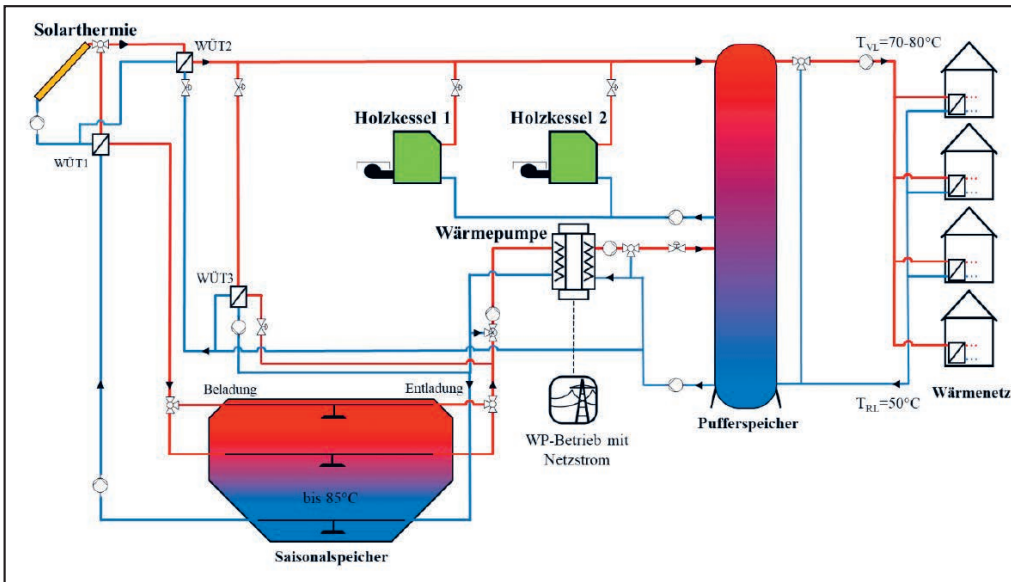 Solarthermie
WÜT2
T_VL=70-80°C
Holzkessel 1
Holzkessel 2
WÜT1
Wärmepumpe
WÜT3
Beladung
Entladung
Wärmenetz
T_RL=50°C
Pufferspeicher
WP-Betrieb mit
Netzstrom
bis 85°C
Saisonalspeicher